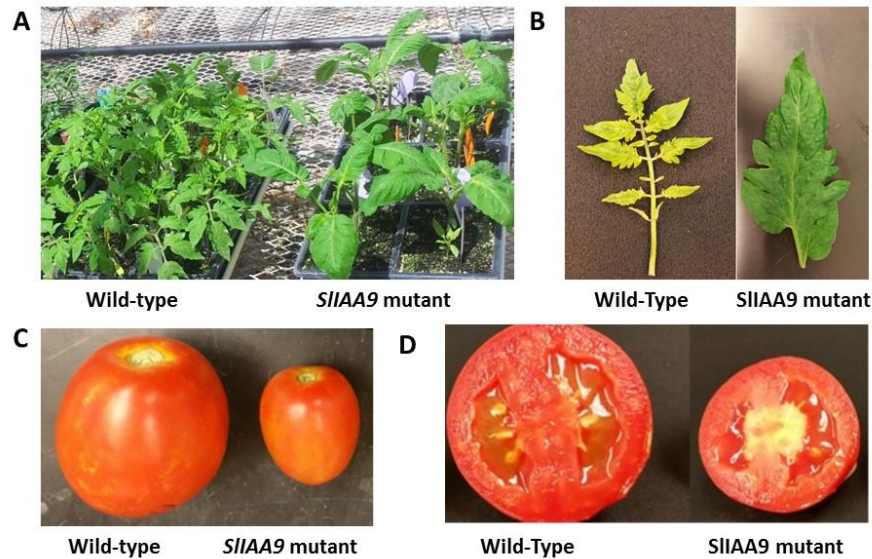 A
B
Wild-type SlIAA9 mutant
Wild-Type SlIAA9 mutant
C
D
Wild-type SlIAA9 mutant
Wild-Type SlIAA9 mutant